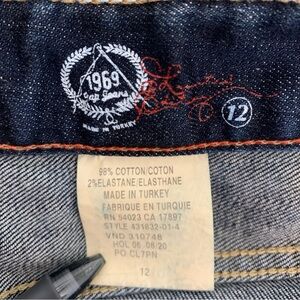 1969
Gap Jeans
MADE IN TURKEY
12
98% COTTON/COTON
2% ELASTANE/ELASTHANE
MADE IN TURKEY
FABRIQUE EN TURQUIE
RN 54023 CA 17897
STYLE 431832-01-4
VND 310748
HOL 06 08/20
PO CL7PN
12